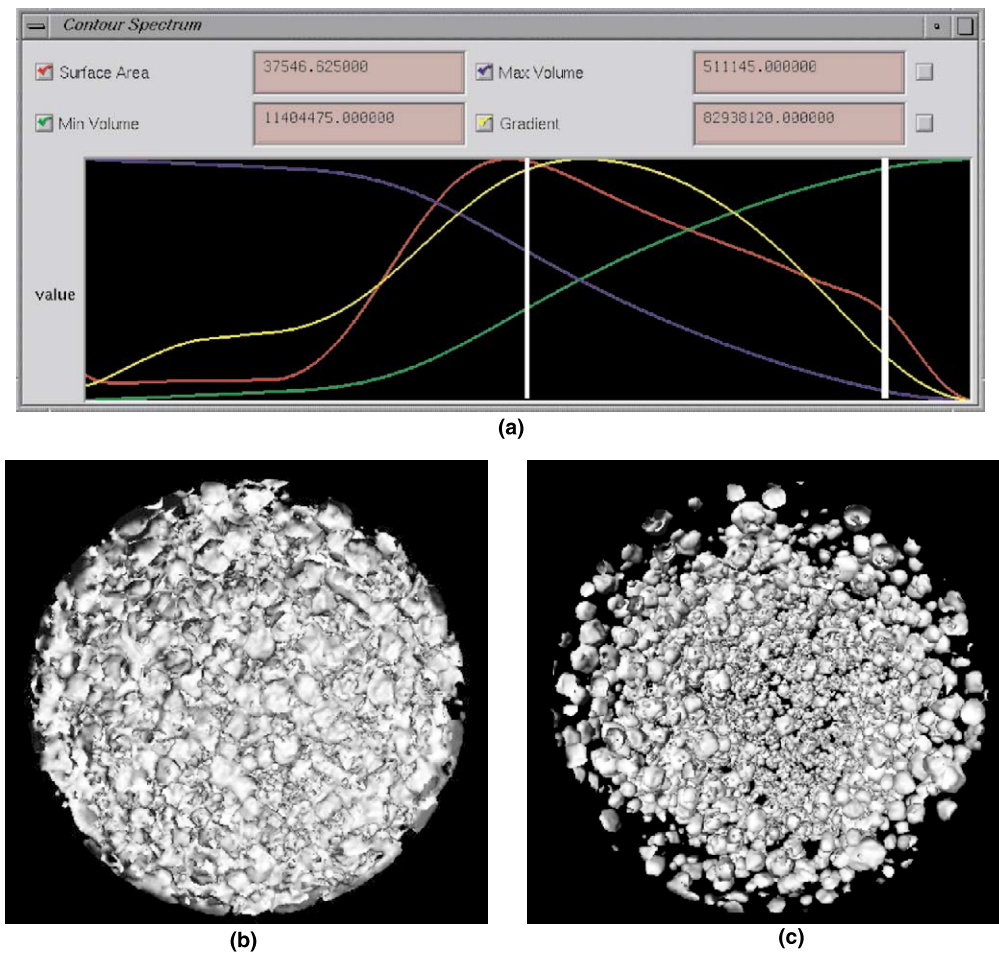 Contour Spectrum
Surface Area 37546.625000 Max Volume 511145.000000
Min Volume 11404475.000000 Gradient 82938120.000000
value
(a)
(b)
(c)